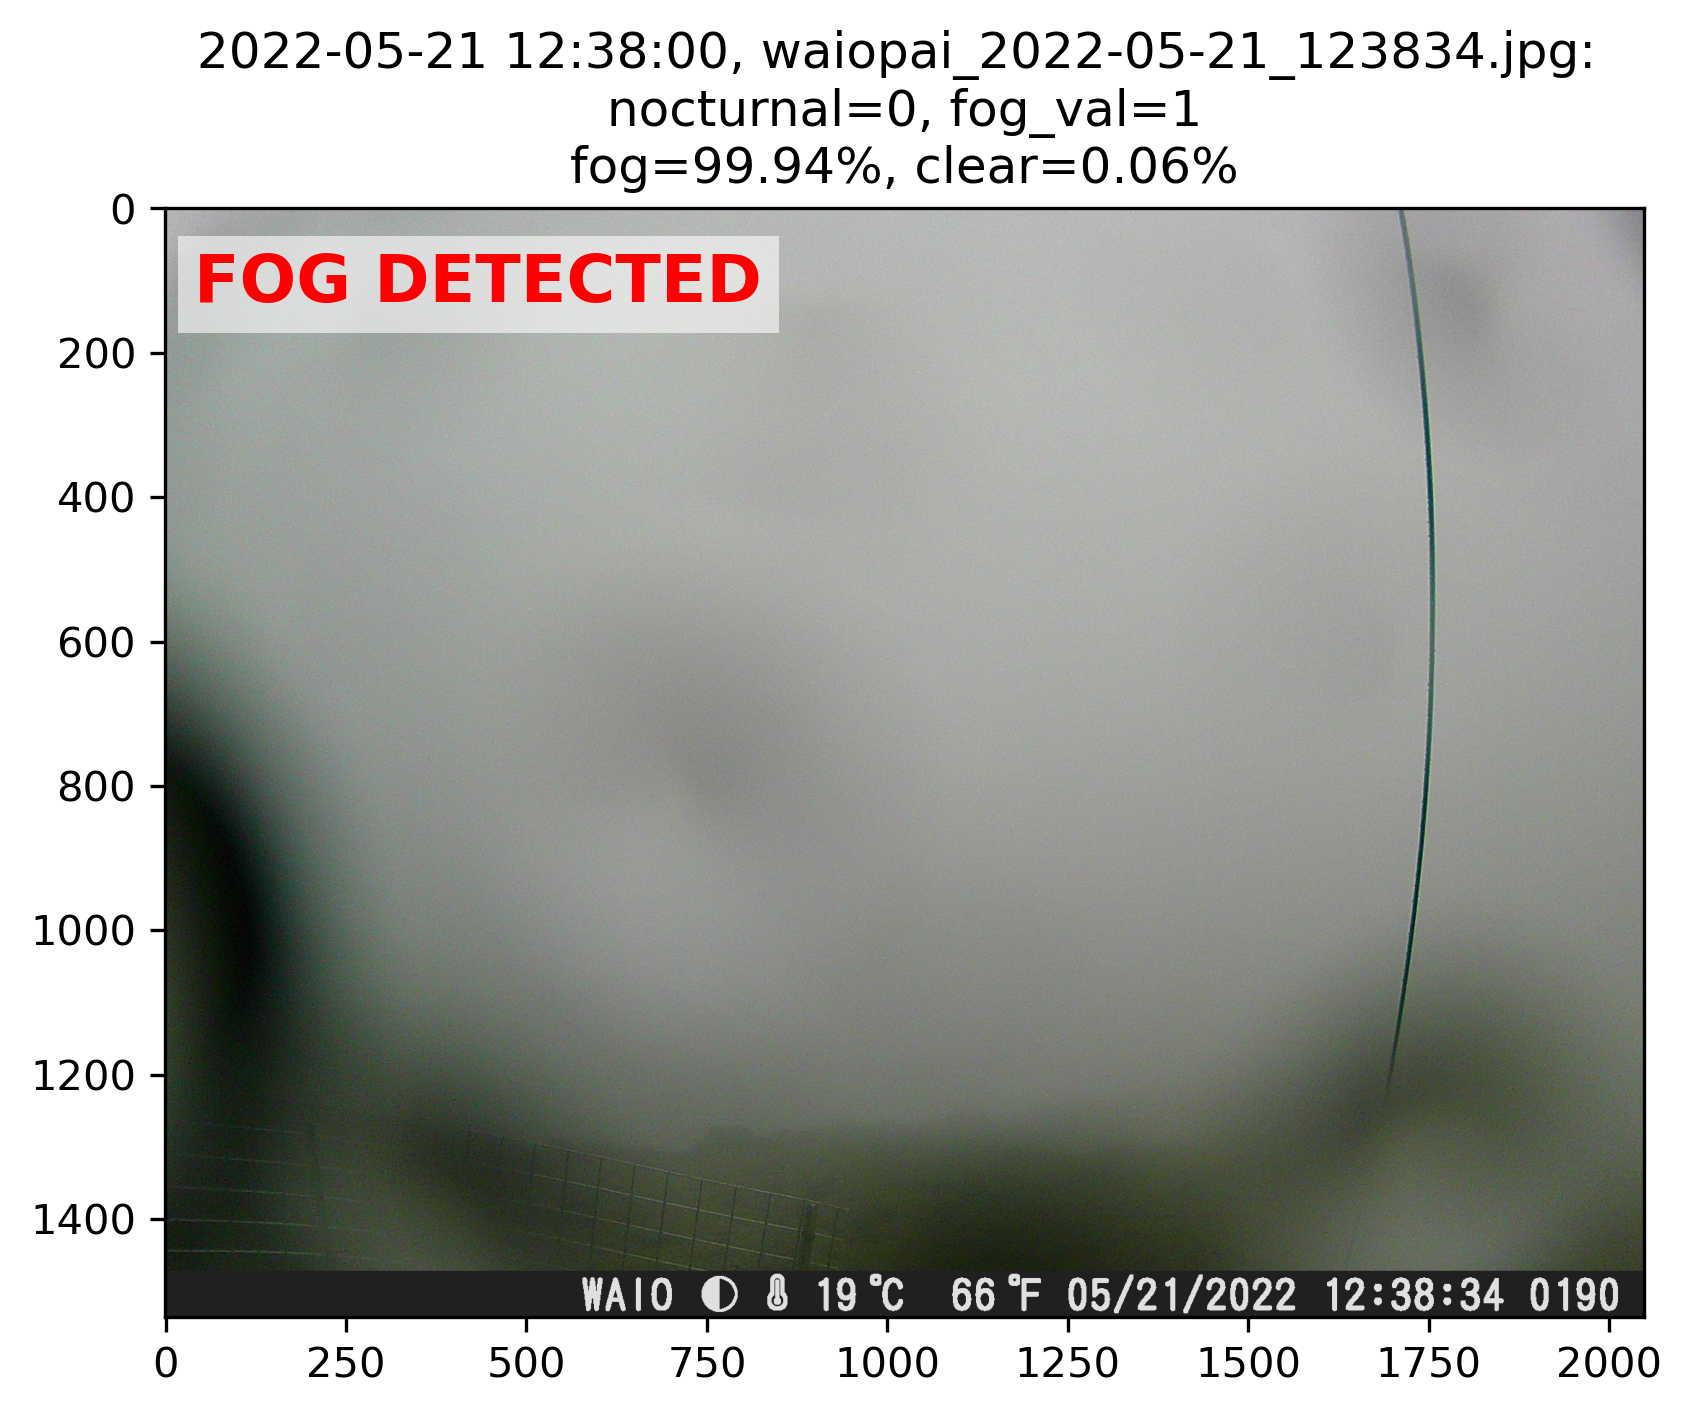 2022-05-21 12:38:00, waiopai_2022-05-21_123834.jpg:
nocturnal=0, fog_val=1
fog=99.94%, clear=0.06%
0
200
400
600
800
1000
1200
1400
FOG DETECTED
WAIO 19°C 66°F 05/21/2022 12:38:34 0190
0 250 500 750 1000 1250 1500 1750 2000